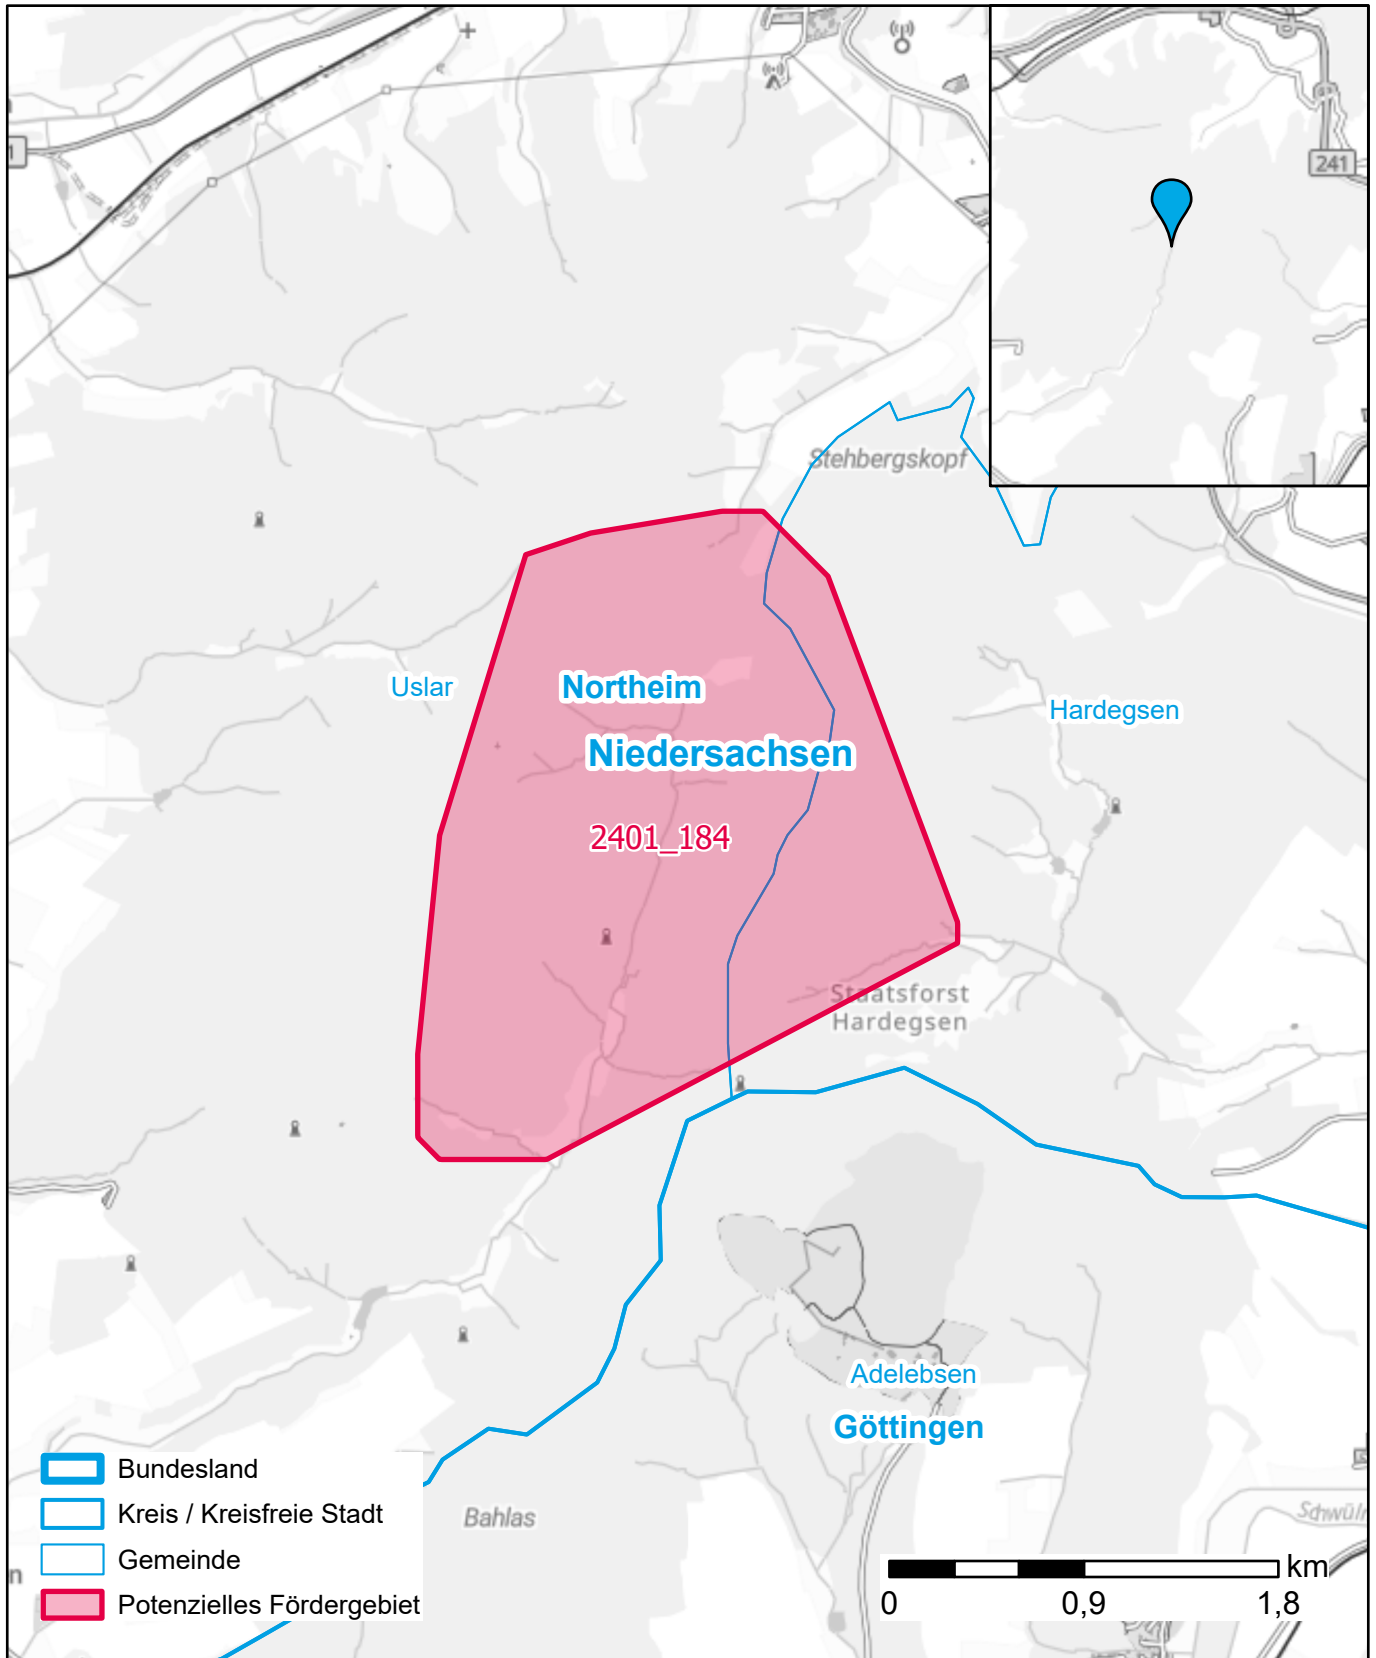 241
Stehbergskopf
Uslar
Northeim
Hardegsen
Niedersachsen
2401_184
Staatsforst
Hardegsen
Adelebsen
Göttingen
Bahlas
Bundesland
Kreis / Kreisfreie Stadt
Gemeinde
Potenzielles Fördergebiet
km
0 0,9 1,8